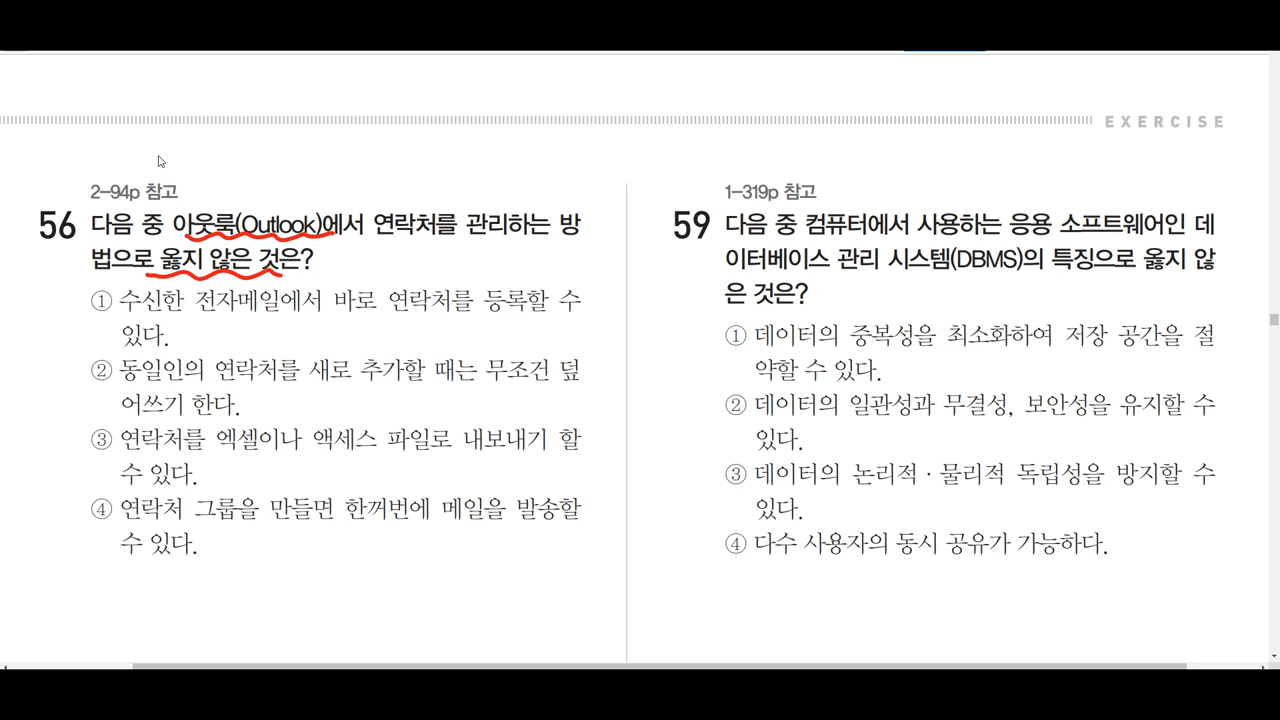 EXERCISE
2-94p 참고
56 다음 중 아웃룩(Outlook)에서 연락처를 관리하는 방
법으로 옳지 않은 것은?
① 수신한 전자메일에서 바로 연락처를 등록할 수
있다.
② 동일인의 연락처를 새로 추가할 때는 무조건 덮
어쓰기 한다.
③ 연락처를 엑셀이나 액세스 파일로 내보내기 할
수 있다.
④ 연락처 그룹을 만들면 한꺼번에 메일을 발송할
수 있다.
1-319p 참고
59 다음 중 컴퓨터에서 사용하는 응용 소프트웨어인 데
이터베이스 관리 시스템(DBMS)의 특징으로 옳지 않
은 것은?
① 데이터의 중복성을 최소화하여 저장 공간을 절
약할 수 있다.
② 데이터의 일관성과 무결성, 보안성을 유지할 수
있다.
③ 데이터의 논리적·물리적 독립성을 방지할 수
있다.
④ 다수 사용자의 동시 공유가 가능하다.